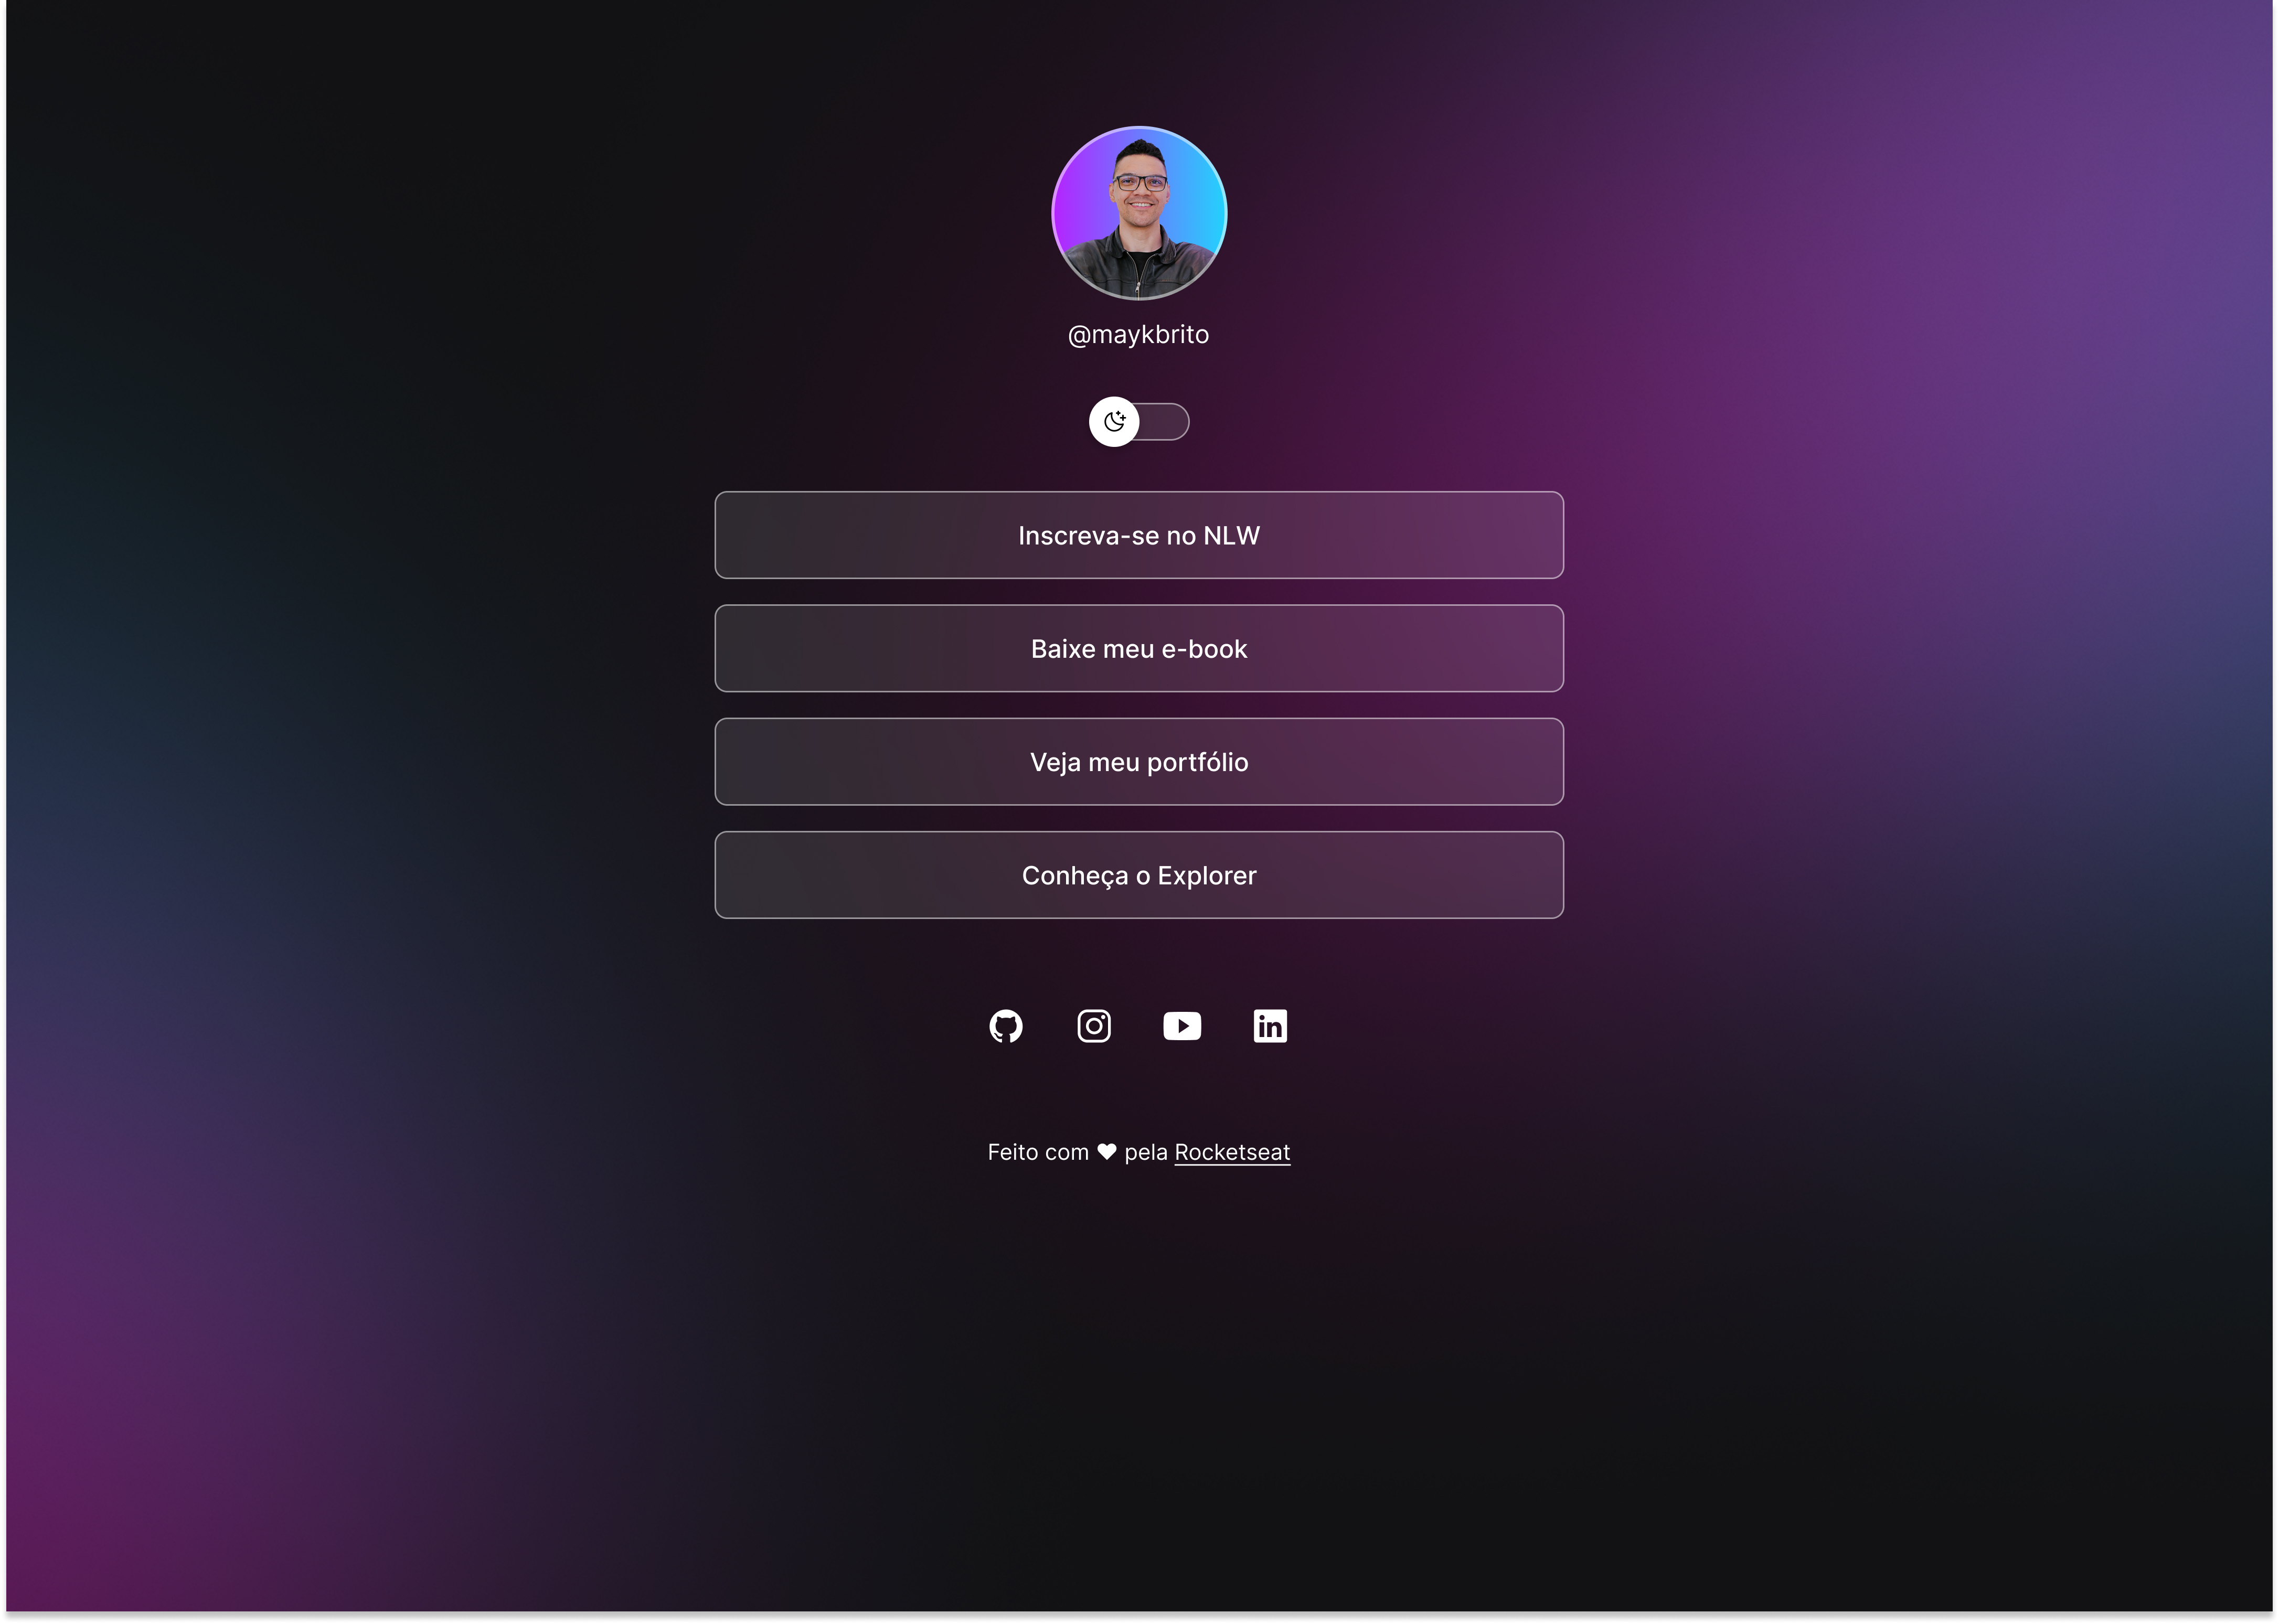 @maykbrito
Inscreva-se no NLW
Baixe meu e-book
Veja meu portfólio
Conheça o Explorer
Feito com ♥ pela Rocketseat